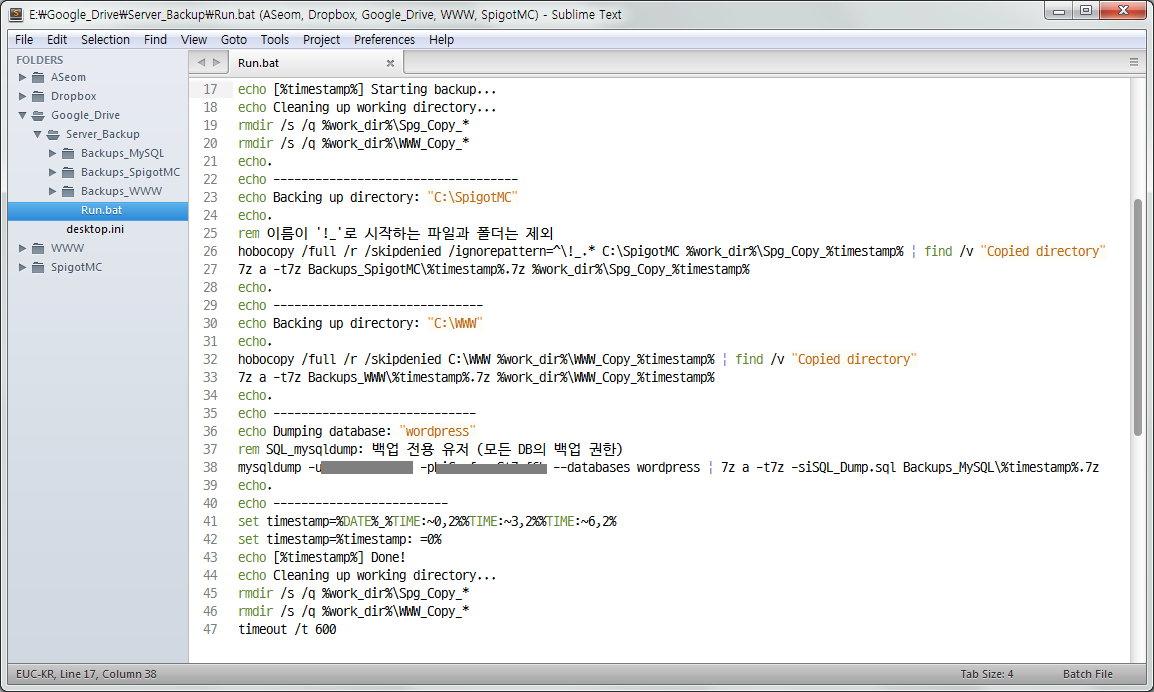 E:\Google_Drive\Server_Backup\Run.bat (ASeom, Dropbox, Google_Drive, WWW, SpigotMC) - Sublime Text
File Edit Selection Find View Goto Tools Project Preferences Help
FOLDERS
ASeom
Dropbox
Google_Drive
Server_Backup
Backups_MySQL
Backups_SpigotMC
Backups_WWW
Run.bat
desktop.ini
WWW
SpigotMC
Run.bat
17 echo [%timestamp%] Starting backup...
18 echo Cleaning up working directory...
19 rmdir /s /q %work_dir%\Spg_Copy_*
20 rmdir /s /q %work_dir%\WWW_Copy_*
21 echo.
22 echo -----------------------------------
23 echo Backing up directory: "C:\SpigotMC"
24 echo.
25 rem 이름이 '!_'로 시작하는 파일과 폴더는 제외
26 hobocopy /full /r /skipdenied /ignorepattern=^\!_.* C:\SpigotMC %work_dir%\Spg_Copy_%timestamp% | find /v "Copied directory"
27 7z a -t7z Backups_SpigotMC\%timestamp%.7z %work_dir%\Spg_Copy_%timestamp%
28 echo.
29 echo ------------------------------
30 echo Backing up directory: "C:\WWW"
31 echo.
32 hobocopy /full /r /skipdenied C:\WWW %work_dir%\WWW_Copy_%timestamp% | find /v "Copied directory"
33 7z a -t7z Backups_WWW\%timestamp%.7z %work_dir%\WWW_Copy_%timestamp%
34 echo.
35 echo -----------------------------
36 echo Dumping database: "wordpress"
37 rem SQL_mysqldump: 백업 전용 유저 (모든 DB의 백업 권한)
38 mysqldump -u -p --databases wordpress | 7z a -t7z -siSQL_Dump.sql Backups_MySQL\%timestamp%.7z
39 echo.
40 echo -------------------------
41 set timestamp=%DATE%_%TIME:~0,2%%TIME:~3,2%%TIME:~6,2%
42 set timestamp=%timestamp: =0%
43 echo [%timestamp%] Done!
44 echo Cleaning up working directory...
45 rmdir /s /q %work_dir%\Spg_Copy_*
46 rmdir /s /q %work_dir%\WWW_Copy_*
47 timeout /t 600
EUC-KR, Line 17, Column 38
Tab Size: 4
Batch File